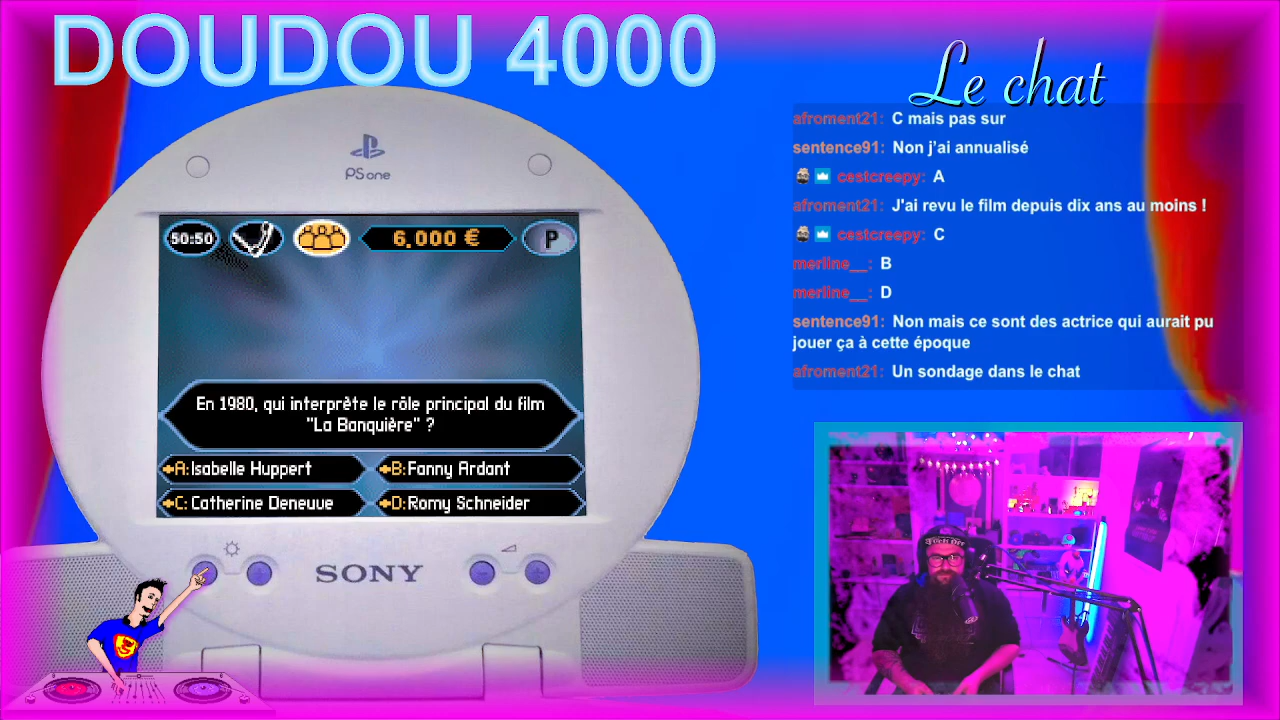 DOUDOU 4000
Le chat
afroment21: C mais pas sur
sentence91: Non j'ai annualisé
cestcreepy: A
afroment21: J'ai revu le film depuis dix ans au moins !
cestcreepy: C
merline__: B
merline__: D
sentence91: Non mais ce sont des actrice qui aurait pu
jouer ça à cette époque
afroment21: Un sondage dans le chat
PS one
50:50
6,000 €
P
En 1980, qui interprète le rôle principal du film
"La Banquière" ?
A: Isabelle Huppert
B: Fanny Ardant
C: Catherine Deneuve
D: Romy Schneider
SONY